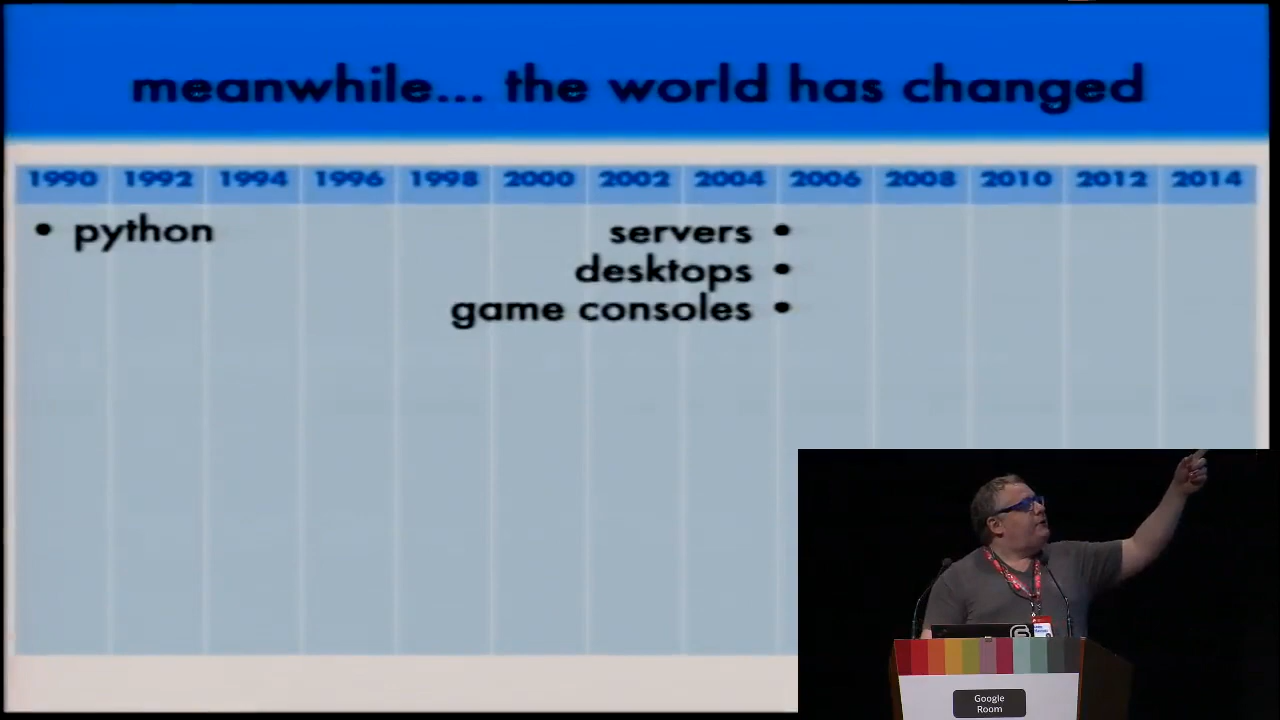 meanwhile... the world has changed
1990 1992 1994 1996 1998 2000 2002 2004 2006 2008 2010 2012 2014
• python servers •
desktops •
game consoles •
Google
Room